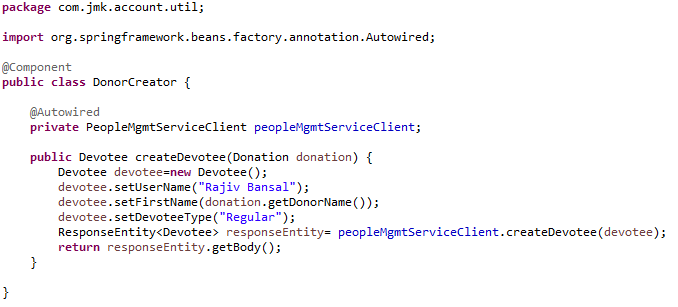 package com.jmk.account.util;
import org.springframework.beans.factory.annotation.Autowired;
@Component
public class DonorCreator {
@Autowired
private PeopleMgmtServiceClient peopleMgmtServiceClient;
public Devotee createDevotee(Donation donation) {
Devotee devotee=new Devotee();
devotee.setUserName("Rajiv Bansal");
devotee.setFirstName(donation.getDonorName());
devotee.setDevoteeType("Regular");
ResponseEntity<Devotee> responseEntity= peopleMgmtServiceClient.createDevotee(devotee);
return responseEntity.getBody();
}
}